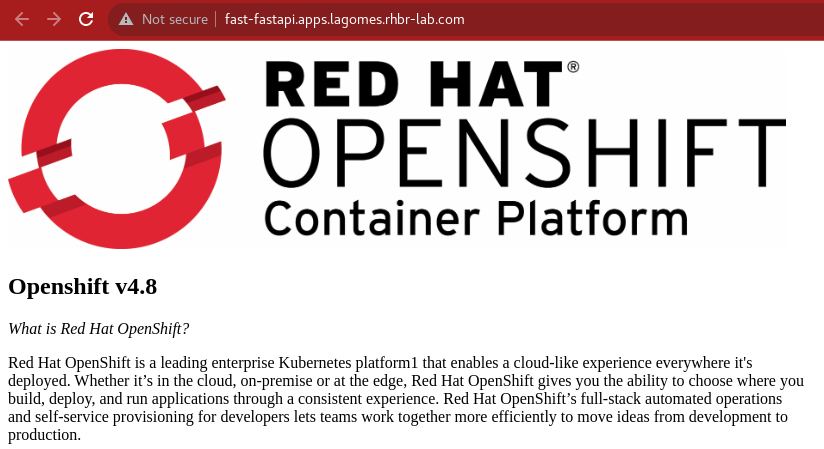 Not secure | fast-fastapi.apps.lagomes.rhbr-lab.com
RED HAT®
OPENSHIFT
Container Platform
Openshift v4.8
What is Red Hat OpenShift?
Red Hat OpenShift is a leading enterprise Kubernetes platform1 that enables a cloud-like experience everywhere it's
deployed. Whether it’s in the cloud, on-premise or at the edge, Red Hat OpenShift gives you the ability to choose where you
build, deploy, and run applications through a consistent experience. Red Hat OpenShift’s full-stack automated operations
and self-service provisioning for developers lets teams work together more efficiently to move ideas from development to
production.